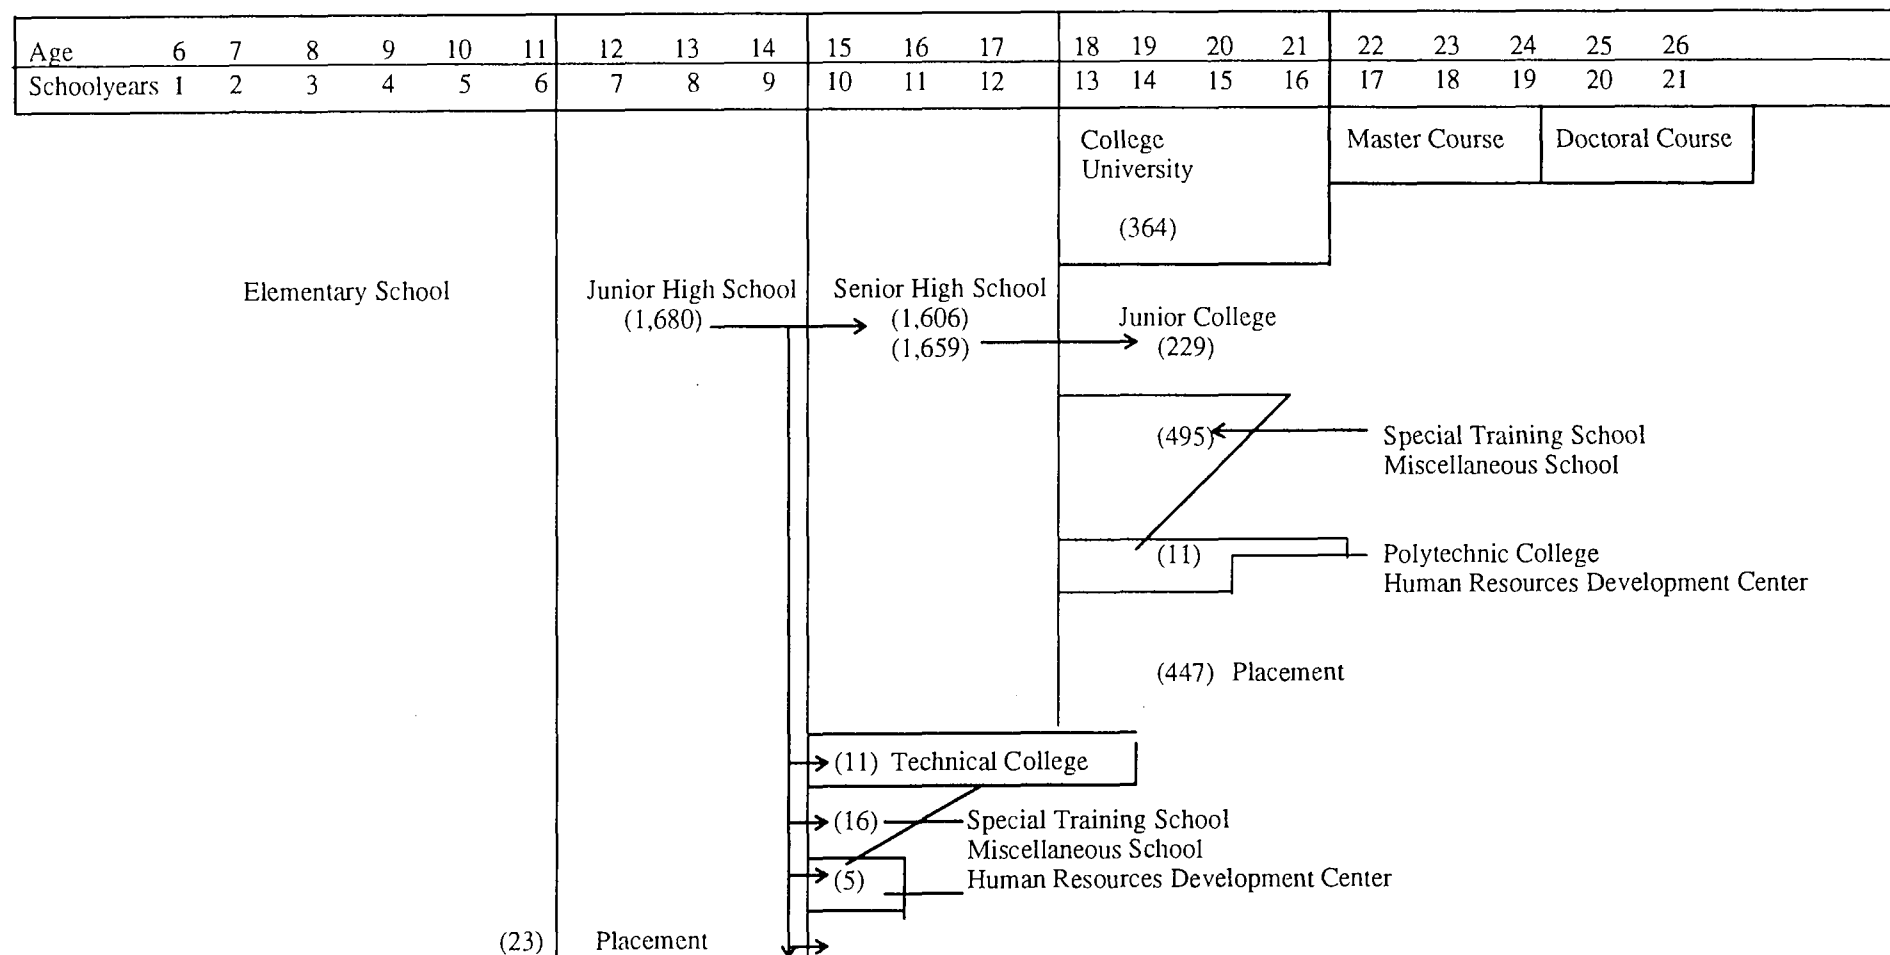 Age 6 7 8 9 10 11 12 13 14 15 16 17 18 19 20 21 22 23 24 25 26
Schoolyears 1 2 3 4 5 6 7 8 9 10 11 12 13 14 15 16 17 18 19 20 21
College Master Course Doctoral Course
University
(364)
Elementary School Junior High School Senior High School
(1,680) (1,606) Junior College
(1,659) (229)
(495) Special Training School
Miscellaneous School
(11) Polytechnic College
Human Resources Development Center
(447) Placement
(11) Technical College
(16) Special Training School
Miscellaneous School
(5) Human Resources Development Center
(23) Placement